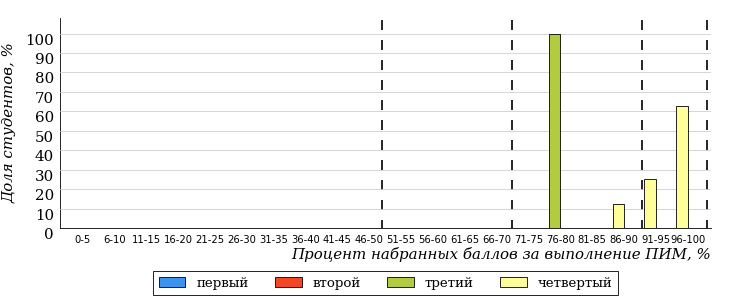 Доля студентов, %
100
90
80
70
60
50
40
30
20
10
0
0-5 6-10 11-15 16-20 21-25 26-30 31-35 36-40 41-45 46-50 51-55 56-60 61-65 66-70 71-75 76-80 81-85 86-90 91-95 96-100
Процент набранных баллов за выполнение ПИМ, %
первый второй третий четвертый